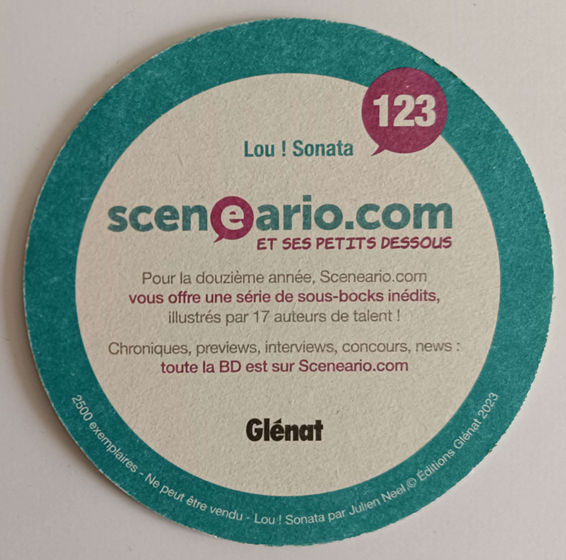 123
Lou ! Sonata
sceneario.com
ET SES PETITS DESSOUS
Pour la douzième année, Sceneario.com
vous offre une série de sous-bocks inédits,
illustrés par 17 auteurs de talent !
Chroniques, previews, interviews, concours, news :
toute la BD est sur Sceneario.com
Glénat
2500 exemplaires - Ne peut être vendu - Lou ! Sonata par Julien Neel © Éditions Glénat 2023